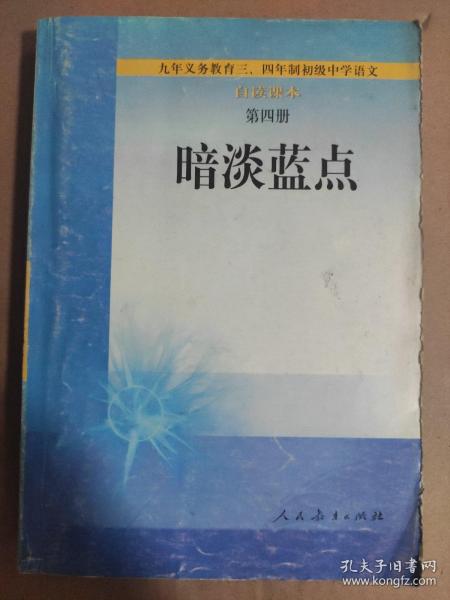 九年义务教育三、四年制初级中学语文
自读课本
第四册
暗淡蓝点
人民教育出版社
孔夫子旧书网
www.kongfz.com